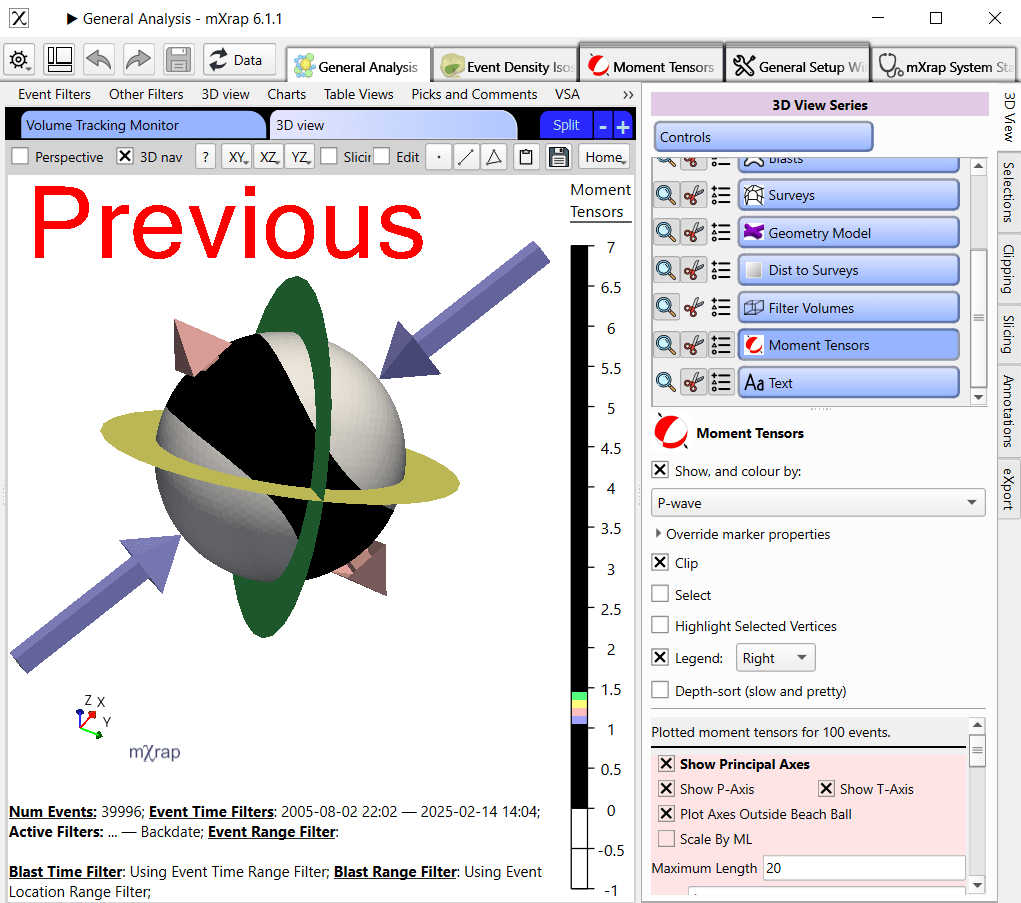 General Analysis - mXrap 6.1.1
Data
General Analysis
Event Density Iso
Moment Tensors
General Setup Wi
mXrap System Sta
Event Filters Other Filters 3D view Charts Table Views Picks and Comments VSA »
Volume Tracking Monitor
3D view
Split - +
Perspective 3D nav ? XY XZ YZ Slicin Edit Home
Previous
Moment
Tensors
7
6.5
6
5.5
5
4.5
4
3.5
3
2.5
2
1.5
1
0.5
0
-0.5
-1
Z X
Y
mXrap
Num Events: 39996; Event Time Filters: 2005-08-02 22:02 — 2025-02-14 14:04;
Active Filters: ... — Backdate; Event Range Filter:
Blast Time Filter: Using Event Time Range Filter; Blast Range Filter: Using Event
Location Range Filter;
3D View Series
Controls
Blasts
Surveys
Geometry Model
Dist to Surveys
Filter Volumes
Moment Tensors
Aa Text
Moment Tensors
Show, and colour by:
P-wave
Override marker properties
Clip
Select
Highlight Selected Vertices
Legend: Right
Depth-sort (slow and pretty)
Plotted moment tensors for 100 events.
Show Principal Axes
Show P-Axis Show T-Axis
Plot Axes Outside Beach Ball
Scale By ML
Maximum Length 20
3D View
Selections
Clipping
Slicing
Annotations
eXport